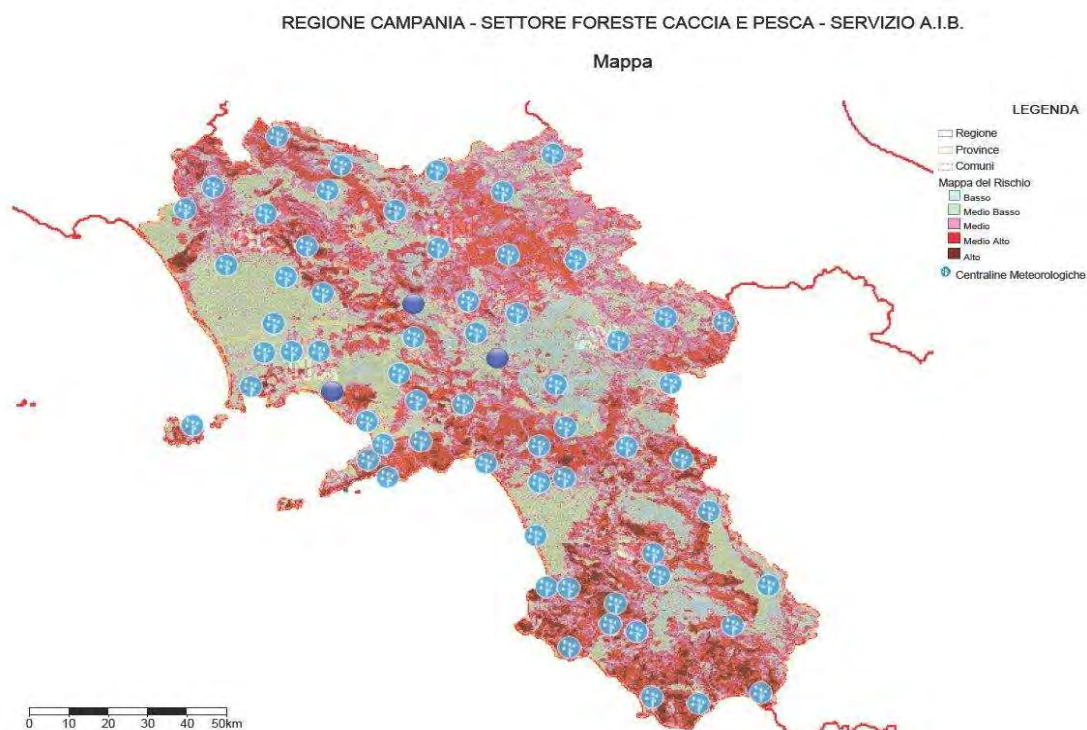 REGIONE CAMPANIA - SETTORE FORESTE CACCIA E PESCA - SERVIZIO A.I.B.
Mappa
LEGENDA
Regione
Province
Comuni
Mappa del Rischio
Basso
Medio Basso
Medio
Medio Alto
Alto
Centraline Meteorologiche
0 10 20 30 40 50km